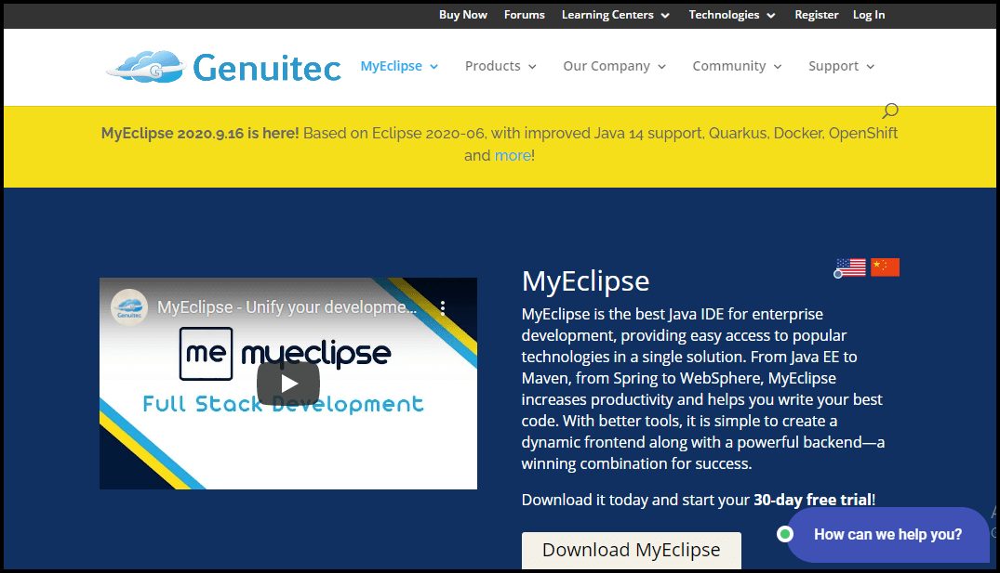 Buy Now Forums Learning Centers Technologies Register Log In
Genuitec MyEclipse Products Our Company Community Support
MyEclipse 2020.9.16 is here! Based on Eclipse 2020-06, with improved Java 14 support, Quarkus, Docker, OpenShift
and more!
Genuitec
MyEclipse - Unify your developme...
me myeclipse
Full Stack Development
MyEclipse
MyEclipse is the best Java IDE for enterprise
development, providing easy access to popular
technologies in a single solution. From Java EE to
Maven, from Spring to WebSphere, MyEclipse
increases productivity and helps you write your best
code. With better tools, it is simple to create a
dynamic frontend along with a powerful backend—a
winning combination for success.
Download it today and start your 30-day free trial!
Download MyEclipse
How can we help you?